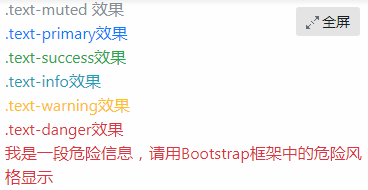 .text-muted 效果
全屏
.text-primary效果
.text-success效果
.text-info效果
.text-warning效果
.text-danger效果
我是一段危险信息，请用Bootstrap框架中的危险风
格显示